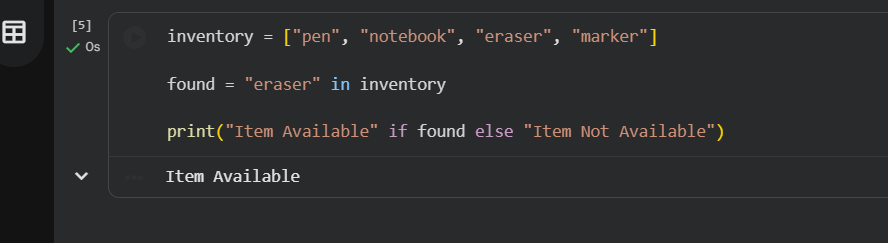 [5]
0s
inventory = ["pen", "notebook", "eraser", "marker"]
found = "eraser" in inventory
print("Item Available" if found else "Item Not Available")
Item Available